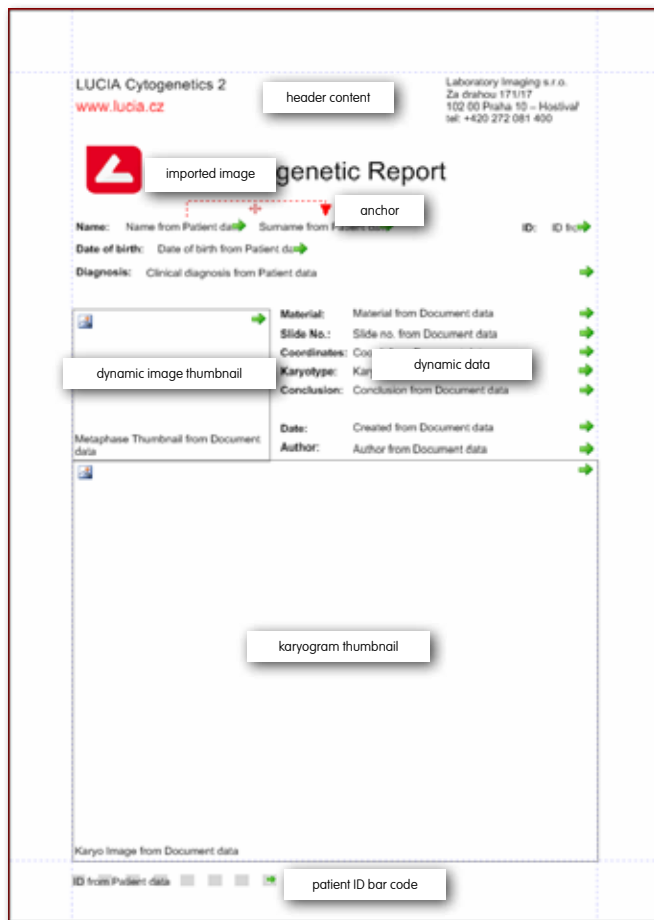 LUCIA Cytogenetics 2
www.lucia.cz
header content
Laboratory Imaging s.r.o.
Za drahou 171/17
102 00 Praha 10 – Hostivař
tel: +420 272 081 400
imported image
genetic Report
anchor
Name: Name from Patient data Surname from Patient ID: ID from
Date of birth: Date of birth from Patient data
Diagnosis: Clinical diagnosis from Patient data
Material: Material from Document data
Slide No.: Slide no. from Document data
Coordinates:
Karyotype:
dynamic image thumbnail
dynamic data
Conclusion: Conclusion from Document data
Date: Created from Document data
Author: Author from Document data
Metaphase Thumbnail from Document
data
karyogram thumbnail
Karyo Image from Document data
ID from Patient data
patient ID bar code